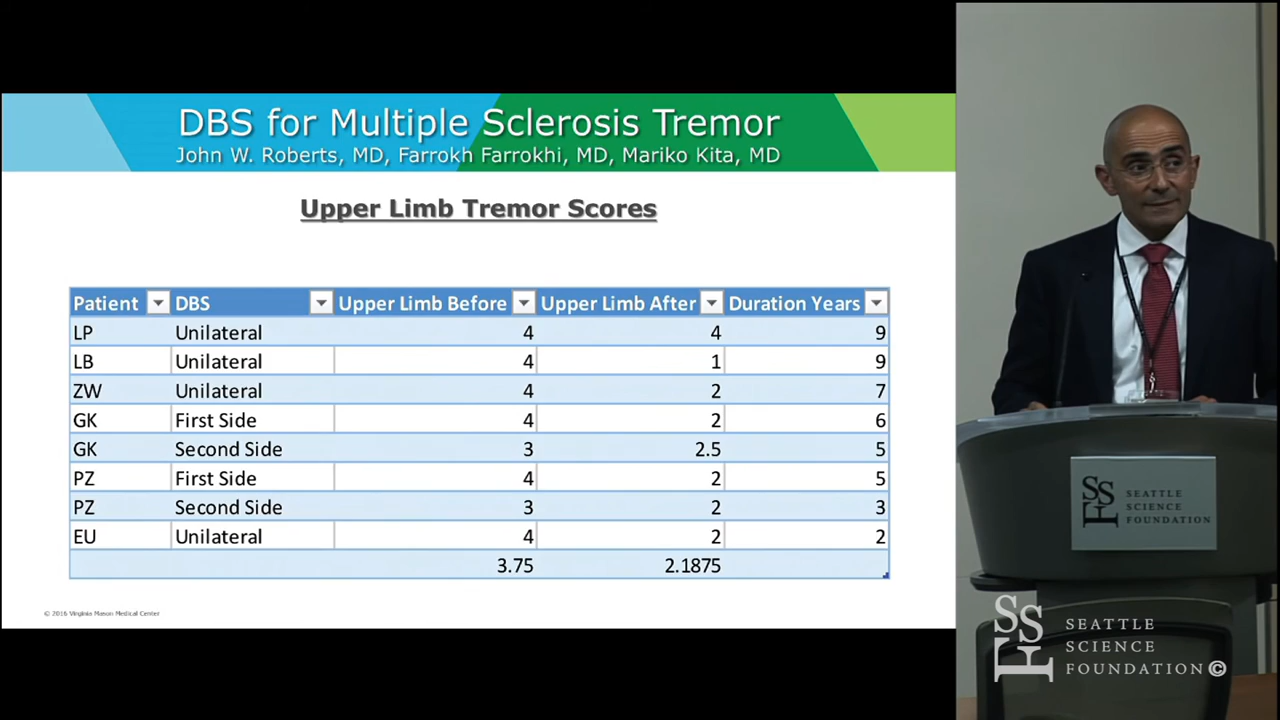 DBS for Multiple Sclerosis Tremor
John W. Roberts, MD, Farrokh Farrokhi, MD, Mariko Kita, MD
Upper Limb Tremor Scores
Patient DBS Upper Limb Before Upper Limb After Duration Years
LP Unilateral 4 4 9
LB Unilateral 4 1 9
ZW Unilateral 4 2 7
GK First Side 4 2 6
GK Second Side 3 2.5 5
PZ First Side 4 2 5
PZ Second Side 3 2 3
EU Unilateral 4 2 2
3.75 2.1875
© 2016 Virginia Mason Medical Center
SSF
SEATTLE
SCIENCE
FOUNDATION
SSF
SEATTLE
SCIENCE
FOUNDATION©